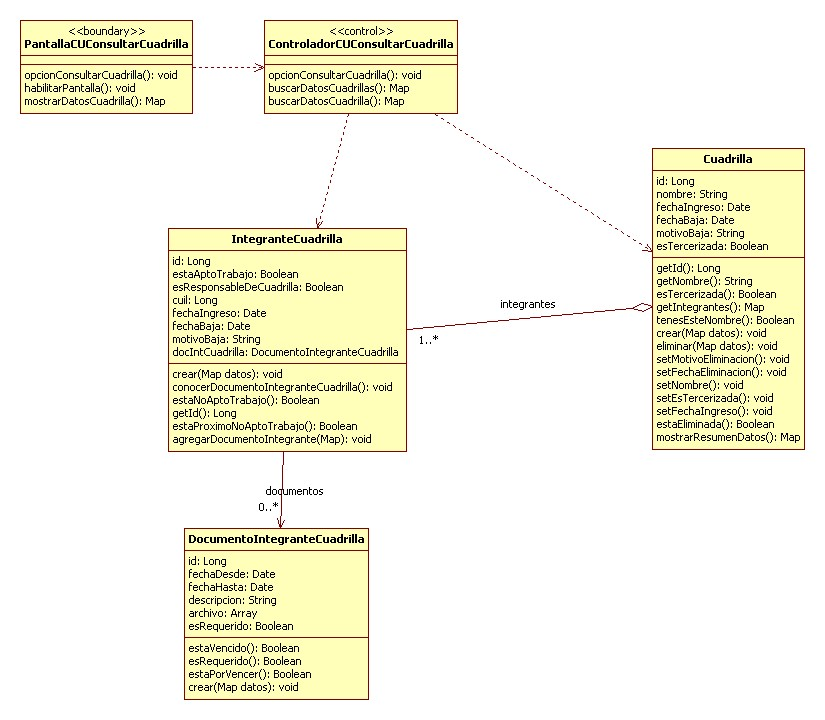 <<boundary>>
PantallaCUConsultarCuadrilla
opcionConsultarCuadrilla(): void
habilitarPantalla(): void
mostrarDatosCuadrilla(): Map
<<control>>
ControladorCUConsultarCuadrilla
opcionConsultarCuadrilla(): void
buscarDatosCuadrillas(): Map
buscarDatosCuadrilla(): Map
Cuadrilla
id: Long
nombre: String
fechaIngreso: Date
fechaBaja: Date
motivoBaja: String
esTercerizada: Boolean
getId(): Long
getNombre(): String
esTercerizada(): Boolean
getIntegrantes(): Map
tenesEsteNombre(): Boolean
crear(Map datos): void
eliminar(Map datos): void
setMotivoEliminacion(): void
setFechaEliminacion(): void
setNombre(): void
setEsTercerizada(): void
setFechaIngreso(): void
estaEliminada(): Boolean
mostrarResumenDatos(): Map
IntegranteCuadrilla
id: Long
estaAptoTrabajo: Boolean
esResponsableDeCuadrilla: Boolean
cuil: Long
fechaIngreso: Date
fechaBaja: Date
motivoBaja: String
docIntCuadrilla: DocumentoIntegranteCuadrilla
crear(Map datos): void
conocerDocumentoIntegranteCuadrilla(): void
estaNoAptoTrabajo(): Boolean
getId(): Long
estaProximoNoAptoTrabajo(): Boolean
agregarDocumentoIntegrante(Map): void
integrantes
1..*
documentos
0..*
DocumentoIntegranteCuadrilla
id: Long
fechaDesde: Date
fechaHasta: Date
descripcion: String
archivo: Array
esRequerido: Boolean
estaVencido(): Boolean
esRequerido(): Boolean
estaPorVencer(): Boolean
crear(Map datos): void